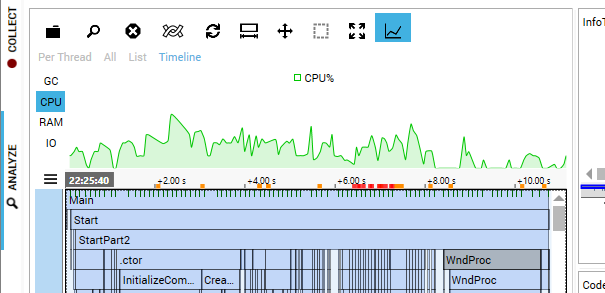 COLLECT
ANALYZE
Per Thread All List Timeline
CPU%
GC
CPU
RAM
IO
22:25:40 +2.00 s +4.00 s +6.00 s +8.00 s +10.00 s
Main
Start
StartPart2
.ctor WndProc
InitializeCom... Crea... WndProc
InfoT
Code